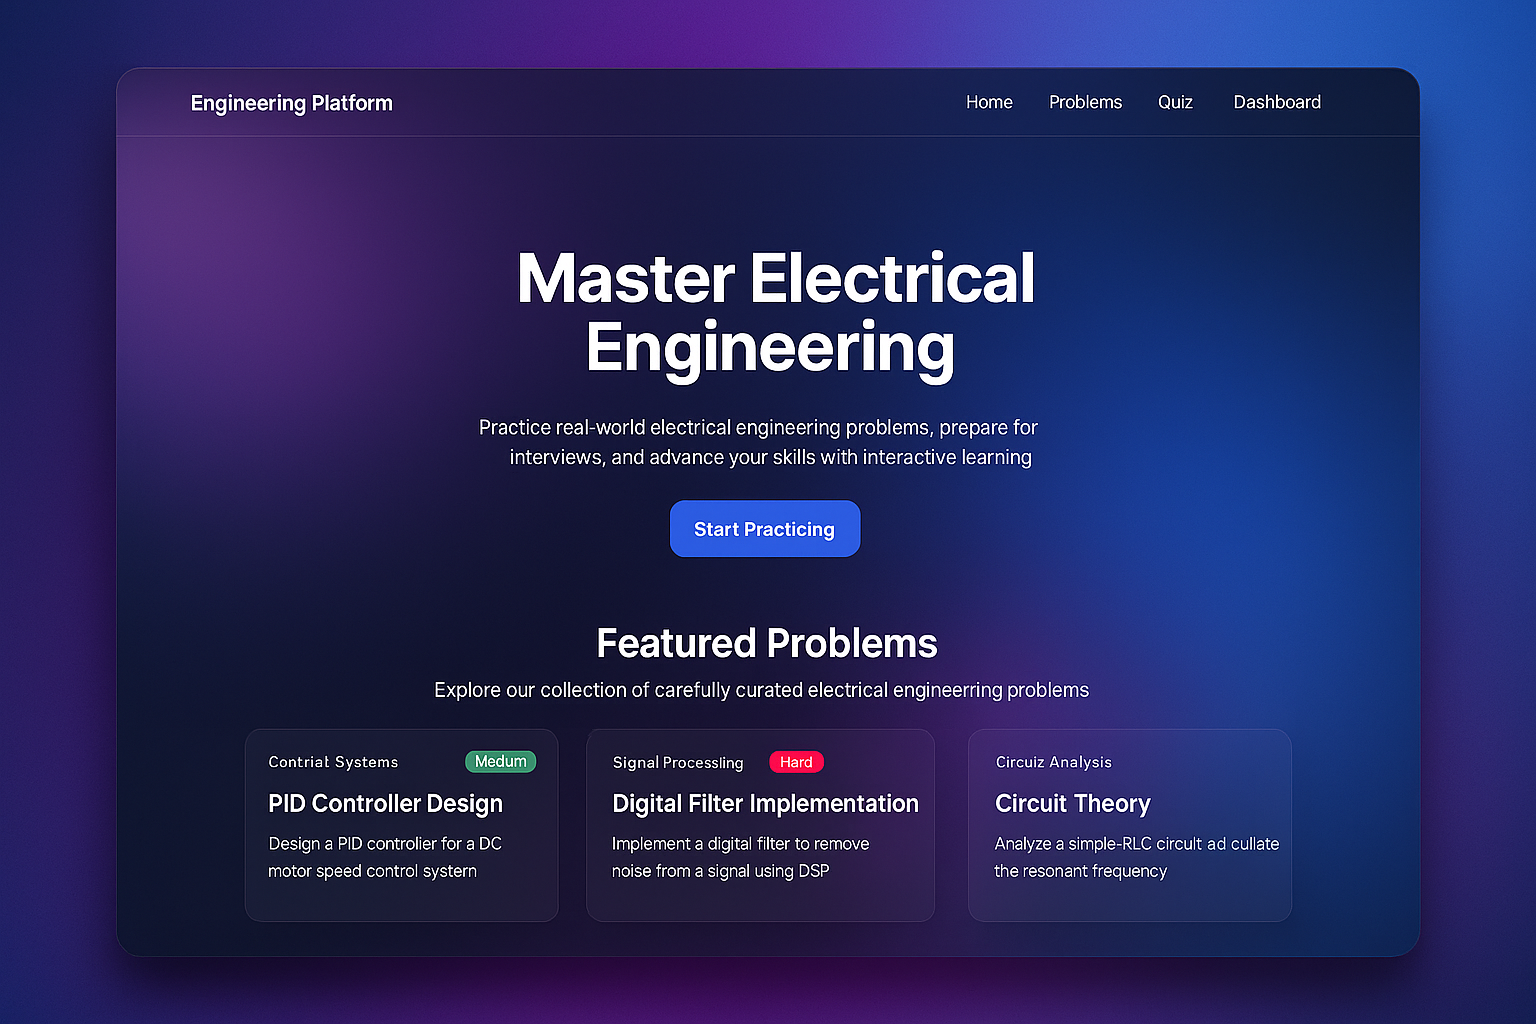 Engineering Platform
Home Problems Quiz Dashboard
Master Electrical
Engineering
Practice real-world electrical engineering problems, prepare for
interviews, and advance your skills with interactive learning
Start Practicing
Featured Problems
Explore our collection of carefully curated electrical engineerring problems
Contriat Systems Medum
PID Controller Design
Design a PID controller for a DC
motor speed control systern
Signal Processling Hard
Digital Filter Implementation
Implement a digital filter to remove
noise from a signal using DSP
Circuiz Analysis
Circuit Theory
Analyze a simple-RLC circult ad cullate
the resonant frequency